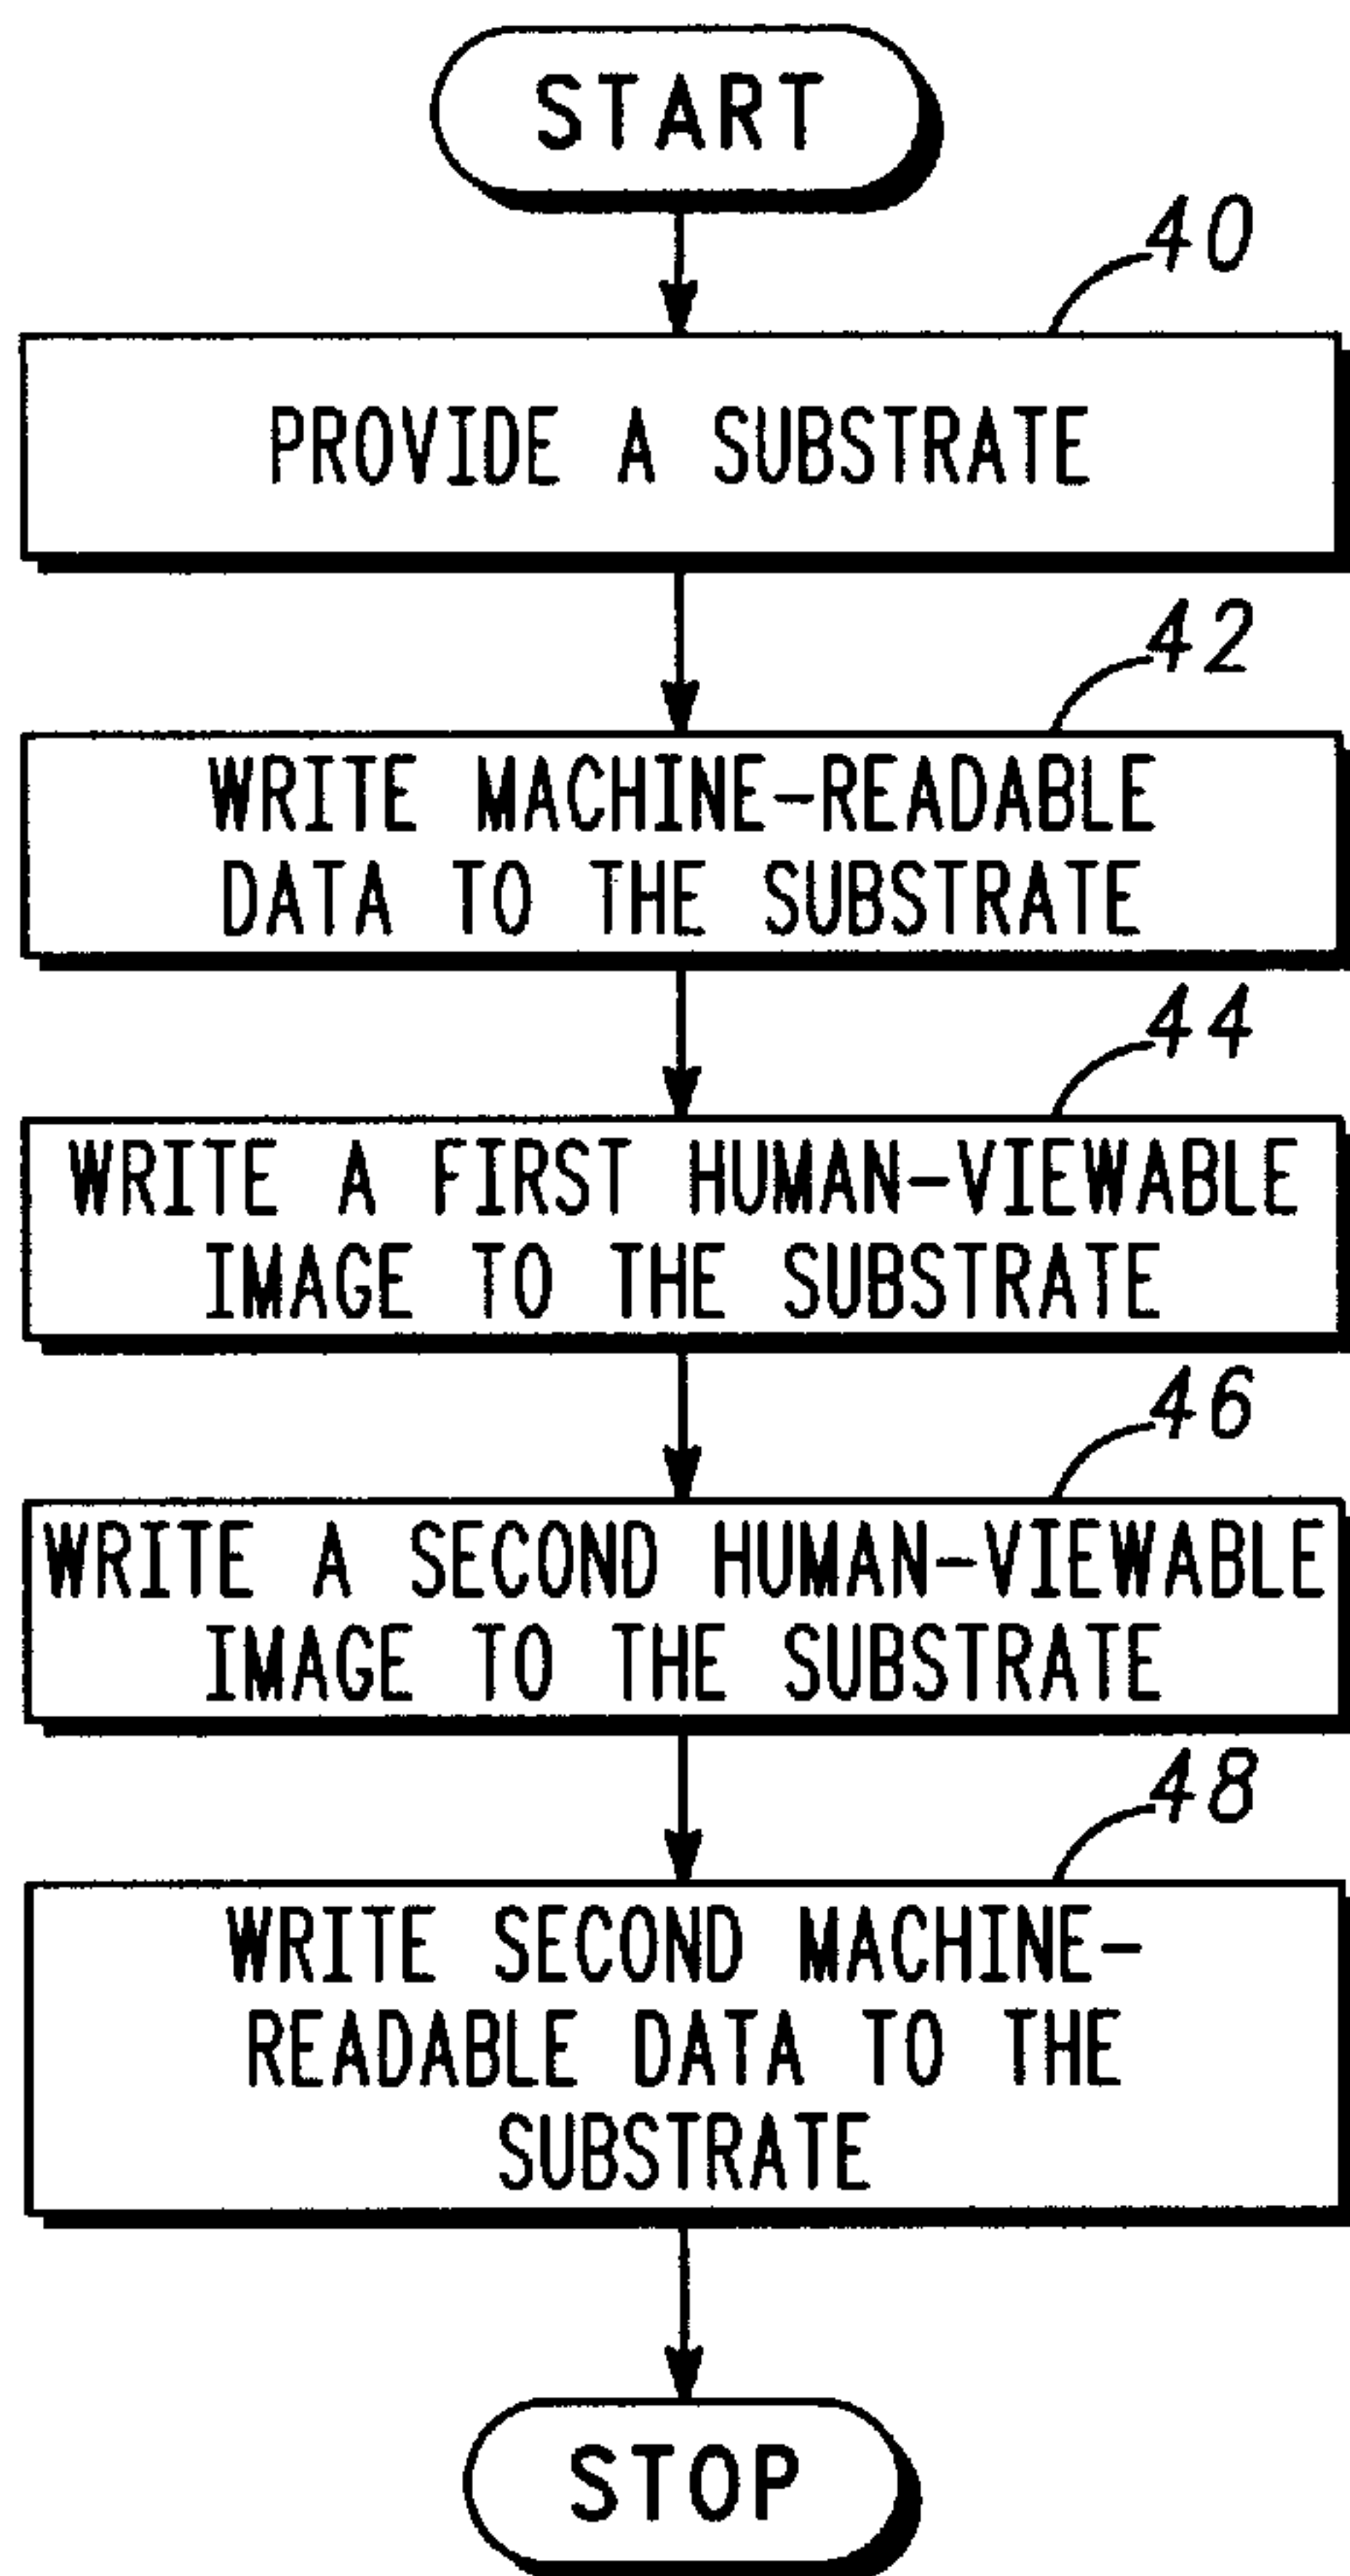 START
40
PROVIDE A SUBSTRATE
42
WRITE MACHINE-READABLE
DATA TO THE SUBSTRATE
44
WRITE A FIRST HUMAN-VIEWABLE
IMAGE TO THE SUBSTRATE
46
WRITE A SECOND HUMAN-VIEWABLE
IMAGE TO THE SUBSTRATE
48
WRITE SECOND MACHINE-
READABLE DATA TO THE
SUBSTRATE
STOP